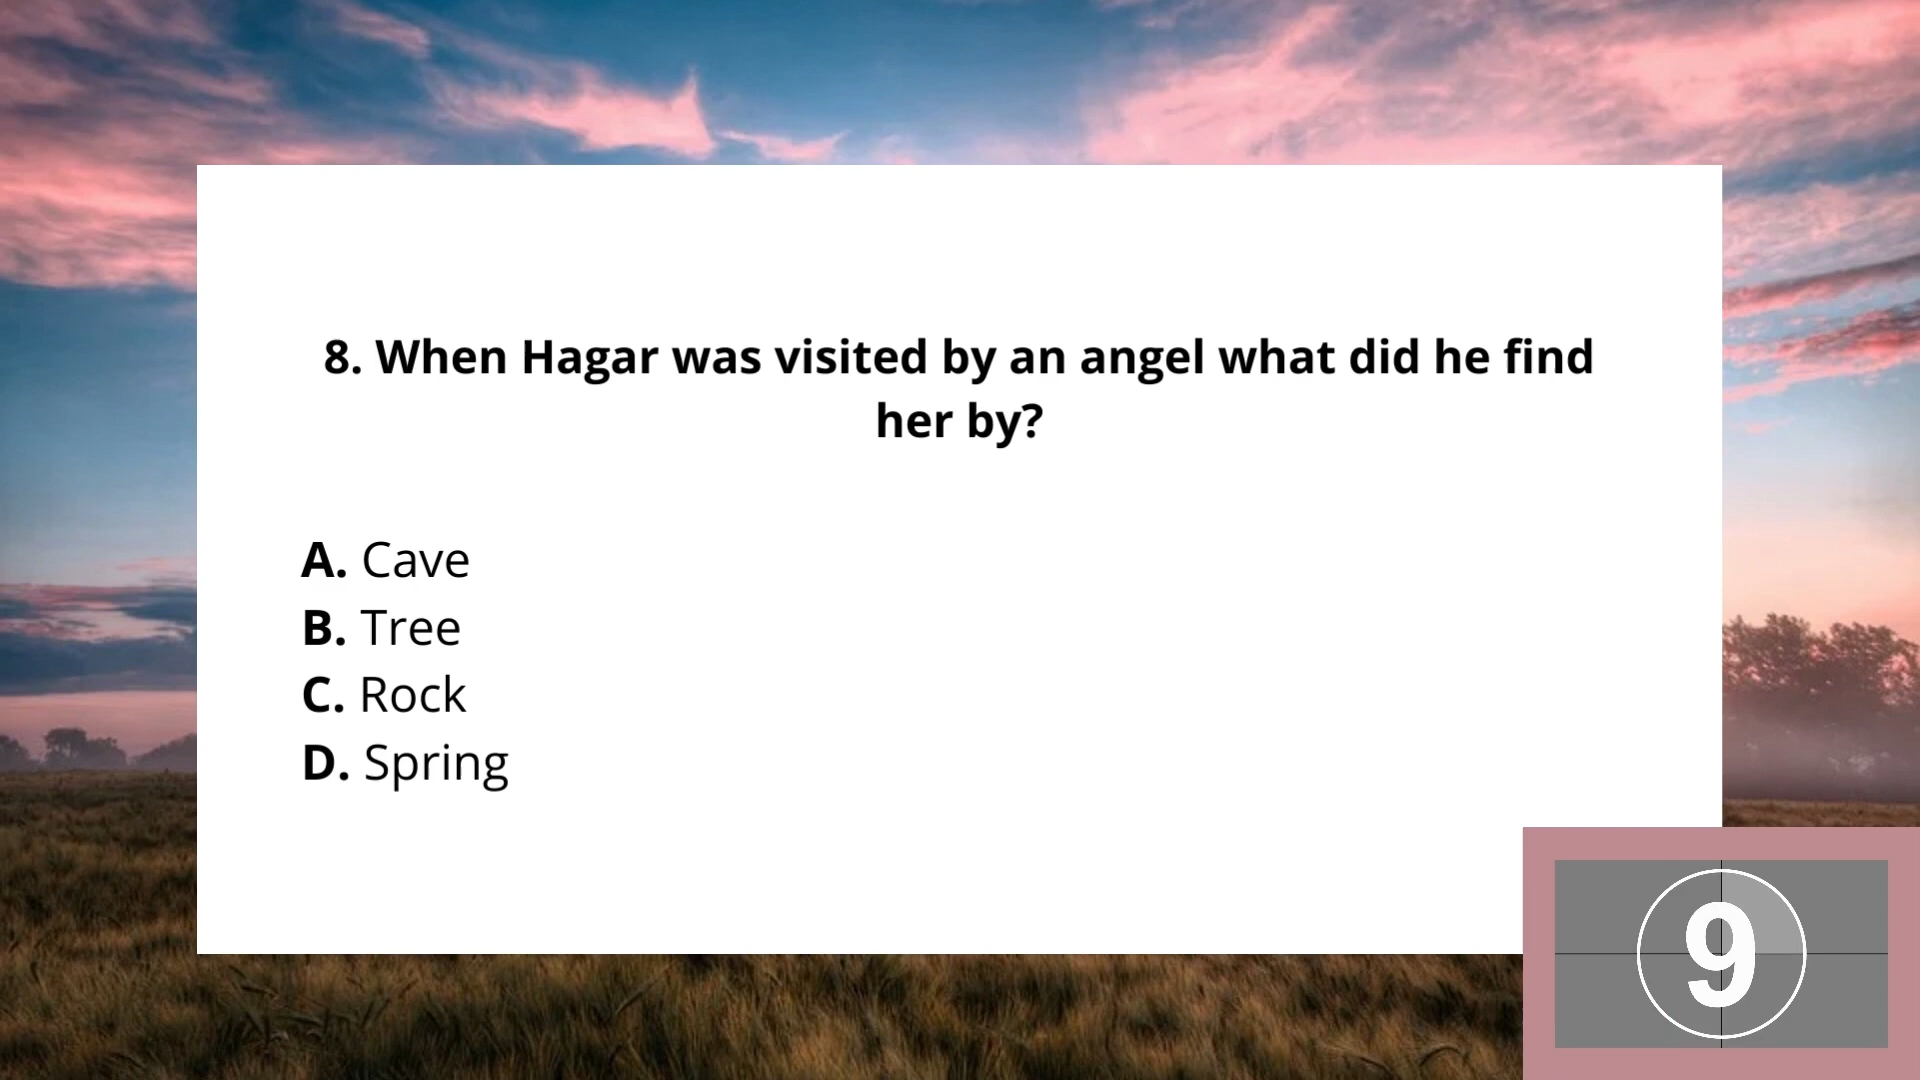 8. When Hagar was visited by an angel what did he find
her by?
A. Cave
B. Tree
C. Rock
D. Spring
9